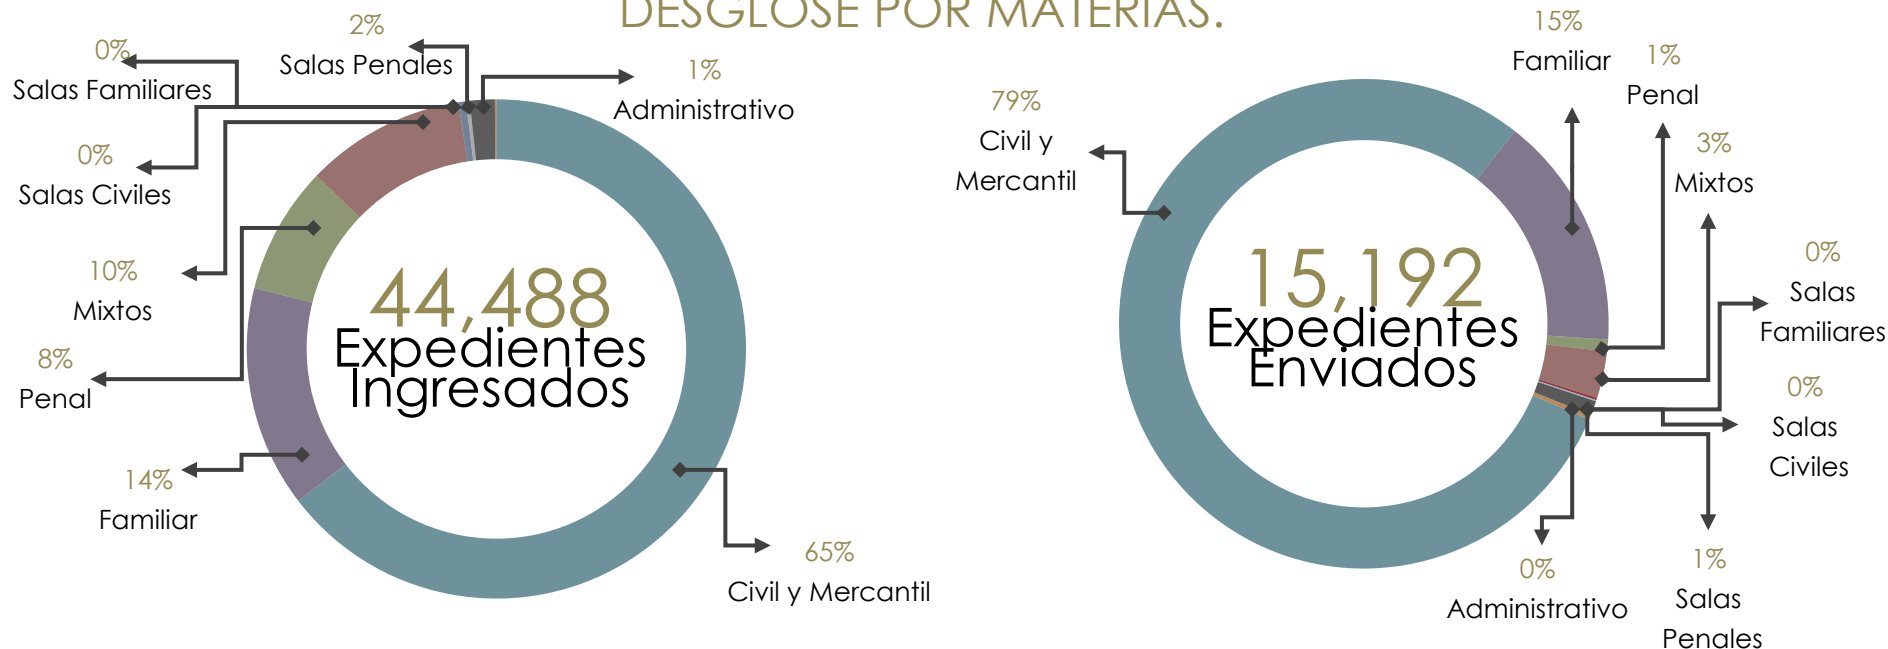 DESGLOSE POR MATERIAS.
0%
Salas Familiares
2%
Salas Penales
1%
Administrativo
0%
Salas Civiles
10%
Mixtos
8%
Penal
14%
Familiar
65%
Civil y Mercantil
44,488
Expedientes
Ingresados
79%
Civil y
Mercantil
15%
Familiar
1%
Penal
3%
Mixtos
0%
Salas
Familiares
0%
Salas
Civiles
1%
Salas
Penales
0%
Administrativo
15,192
Expedientes
Enviados